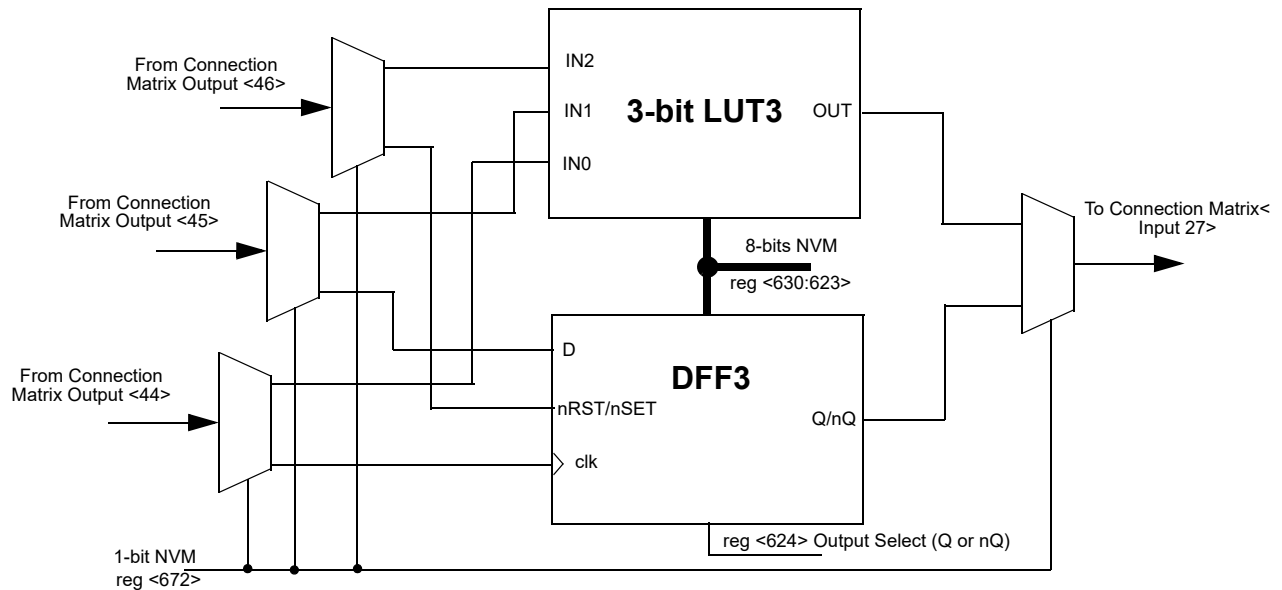 From Connection
Matrix Output <46>
IN2
IN1
3-bit LUT3
OUT
IN0
From Connection
Matrix Output <45>
To Connection Matrix<
Input 27>
8-bits NVM
reg <630:623>
D
DFF3
From Connection
Matrix Output <44>
nRST/nSET
Q/nQ
clk
reg <624> Output Select (Q or nQ)
1-bit NVM
reg <672>